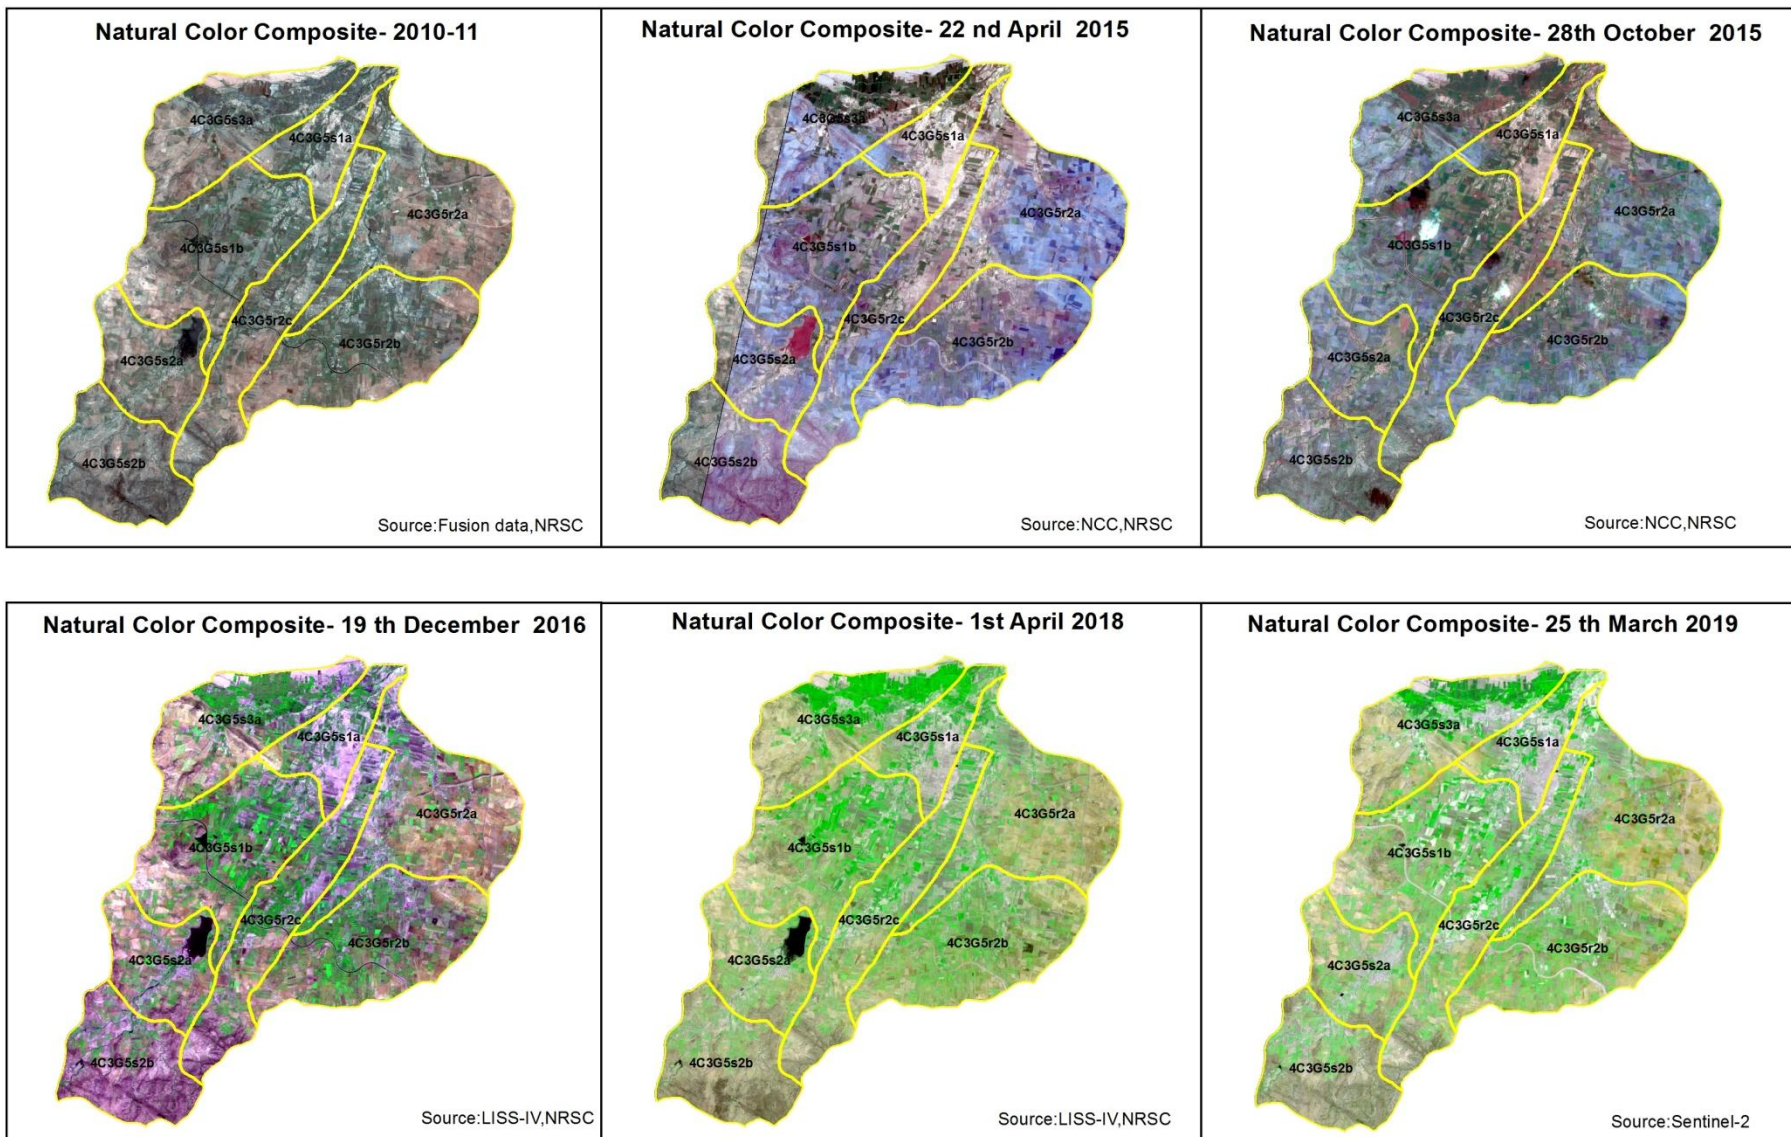 Natural Color Composite- 2010-11
4C3G5s3a
4C3G5s1a
4C3G5r2a
4C3G5s1b
4C3G5r2c
4C3G5r2b
4C3G5s2a
4C3G5s2b
Source:Fusion data,NRSC
Natural Color Composite- 22 nd April 2015
4C3G5s3a
4C3G5s1a
4C3G5r2a
4C3G5s1b
4C3G5r2c
4C3G5r2b
4C3G5s2a
4C3G5s2b
Source:NCC,NRSC
Natural Color Composite- 28th October 2015
4C3G5s3a
4C3G5s1a
4C3G5r2a
4C3G5s1b
4C3G5r2c
4C3G5r2b
4C3G5s2a
4C3G5s2b
Source:NCC,NRSC
Natural Color Composite- 19 th December 2016
4C3G5s3a
4C3G5s1a
4C3G5r2a
4C3G5s1b
4C3G5r2c
4C3G5r2b
4C3G5s2a
4C3G5s2b
Source:LISS-IV,NRSC
Natural Color Composite- 1st April 2018
4C3G5s3a
4C3G5s1a
4C3G5r2a
4C3G5s1b
4C3G5r2c
4C3G5r2b
4C3G5s2a
4C3G5s2b
Source:LISS-IV,NRSC
Natural Color Composite- 25 th March 2019
4C3G5s3a
4C3G5s1a
4C3G5r2a
4C3G5s1b
4C3G5r2c
4C3G5r2b
4C3G5s2a
4C3G5s2b
Source:Sentinel-2